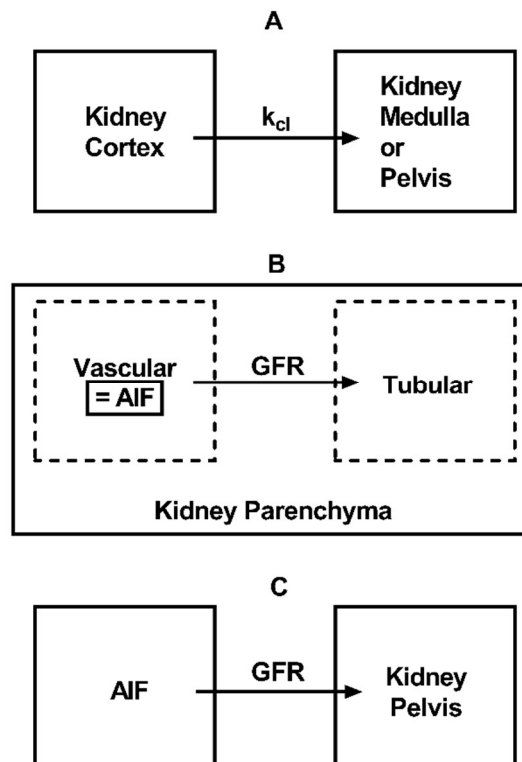 A
Kidney
Cortex
k_cl
Kidney
Medulla
or
Pelvis
B
Vascular
= AIF
GFR
Tubular
Kidney Parenchyma
C
AIF
GFR
Kidney
Pelvis